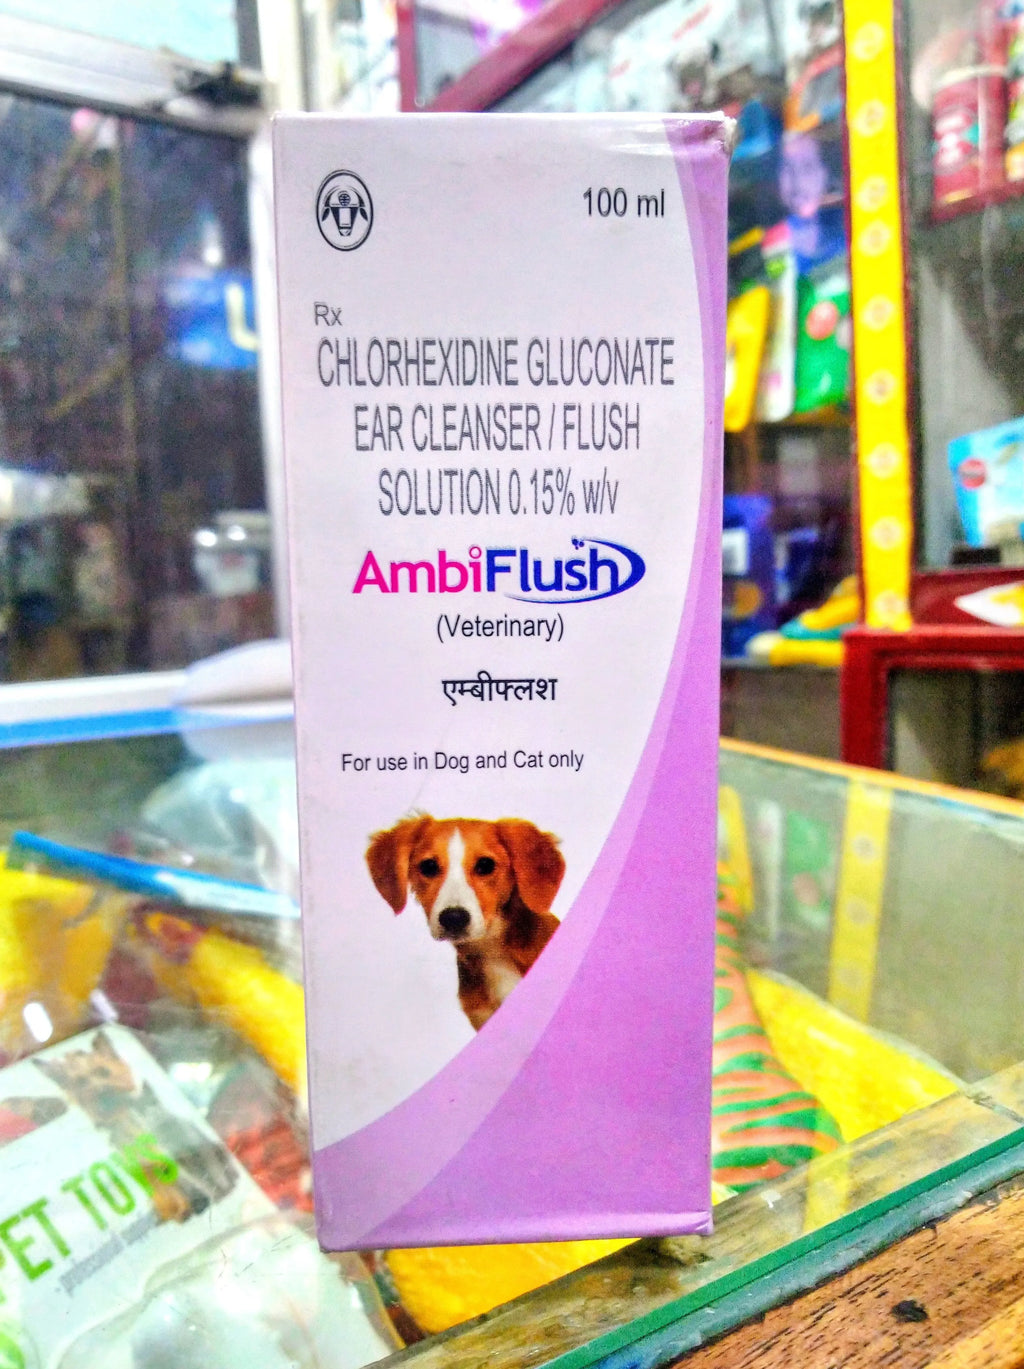 100 ml
Rx
CHLORHEXIDINE GLUCONATE
EAR CLEANSER / FLUSH
SOLUTION 0.15% w/v
AmbiFlush
(Veterinary)
एम्बीफ्लश
For use in Dog and Cat only
PET TOYS